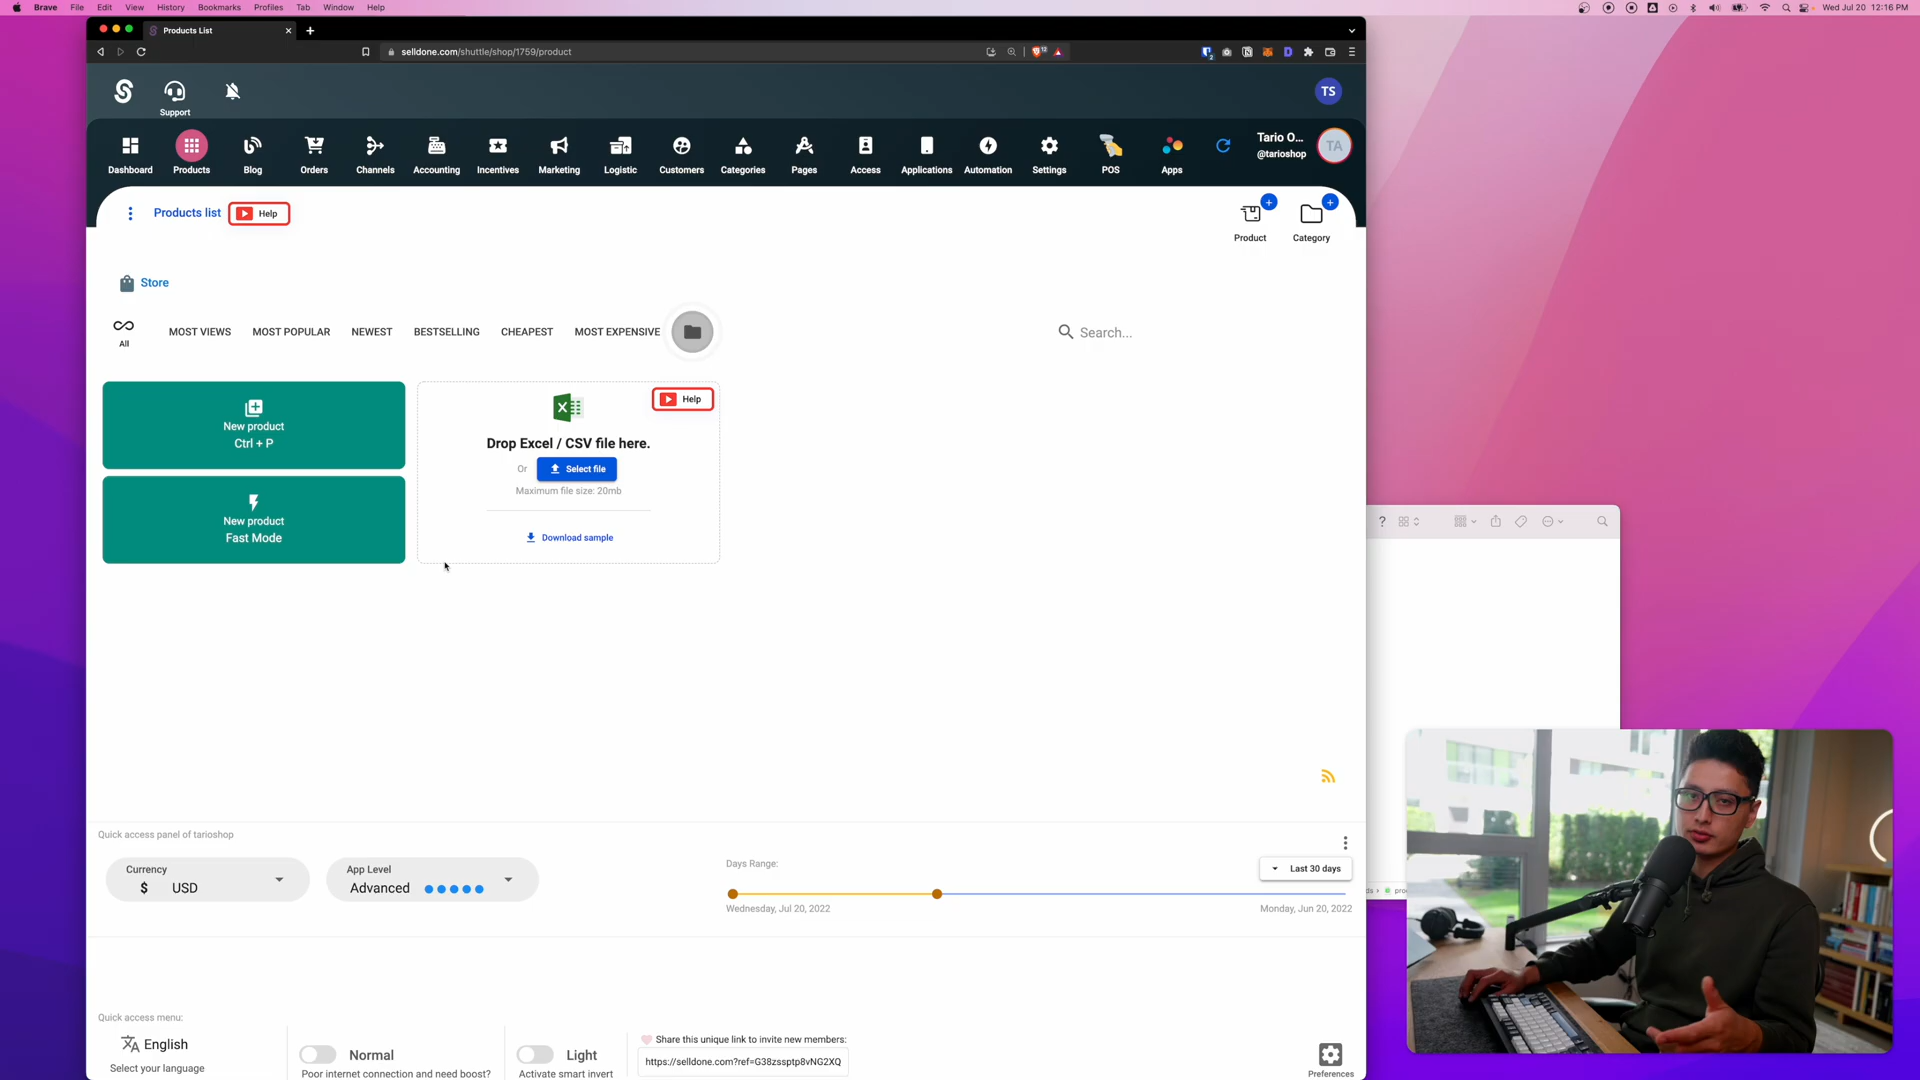 Brave File Edit View History Bookmarks Profiles Tab Window Help
Wed Jul 20 12:16 PM
Products List
selldone.com/shuttle/shop/1759/product
Support
TS
Dashboard Products Blog Orders Channels Accounting Incentives Marketing Logistic Customers Categories Pages Access Applications Automation Settings POS Apps
Tario O...
@tarioshop
TA
Products list
Help
Product
Category
Store
All
MOST VIEWS MOST POPULAR NEWEST BESTSELLING CHEAPEST MOST EXPENSIVE
Search...
New product
Ctrl + P
New product
Fast Mode
Help
Drop Excel / CSV file here.
Or Select file
Maximum file size: 20mb
Download sample
Quick access panel of tarioshop
Currency
$ USD
App Level
Advanced
Days Range:
Last 30 days
Wednesday, Jul 20, 2022
Monday, Jun 20, 2022
Quick access menu:
English
Select your language
Normal
Poor internet connection and need boost?
Light
Activate smart invert
Share this unique link to invite new members:
https://selldone.com?ref=G38zssptp8vNG2XQ
Preferences